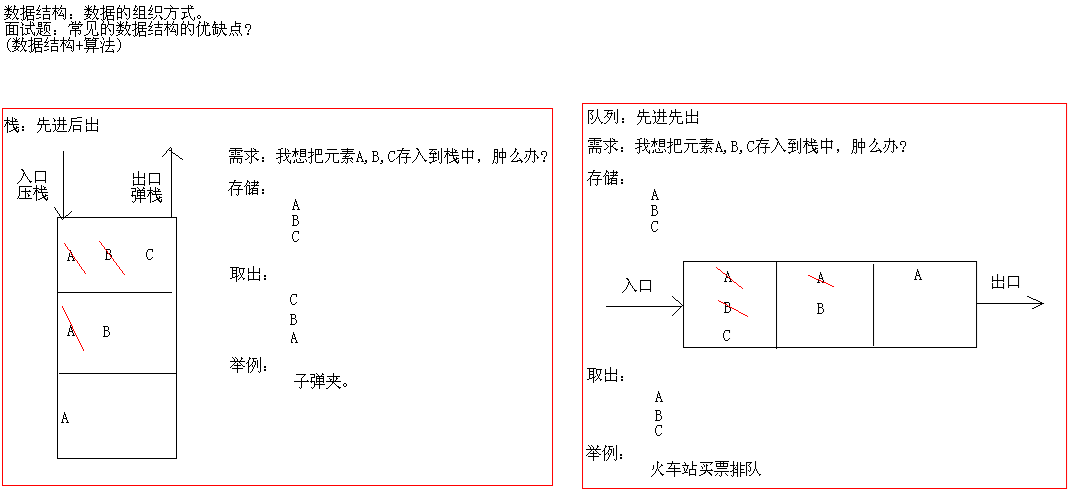 数据结构：数据的组织方式。
面试题：常见的数据结构的优缺点?
(数据结构+算法)
栈：先进后出
需求：我想把元素A,B,C存入到栈中，肿么办?
入口
压栈
出口
弹栈
存储：
A
B
C
A B C
A B
A
取出：
C
B
A
举例：
子弹夹。
队列：先进先出
需求：我想把元素A,B,C存入到栈中，肿么办?
存储：
A
B
C
入口
A A A
B B
C
出口
取出：
A
B
C
举例：
火车站买票排队